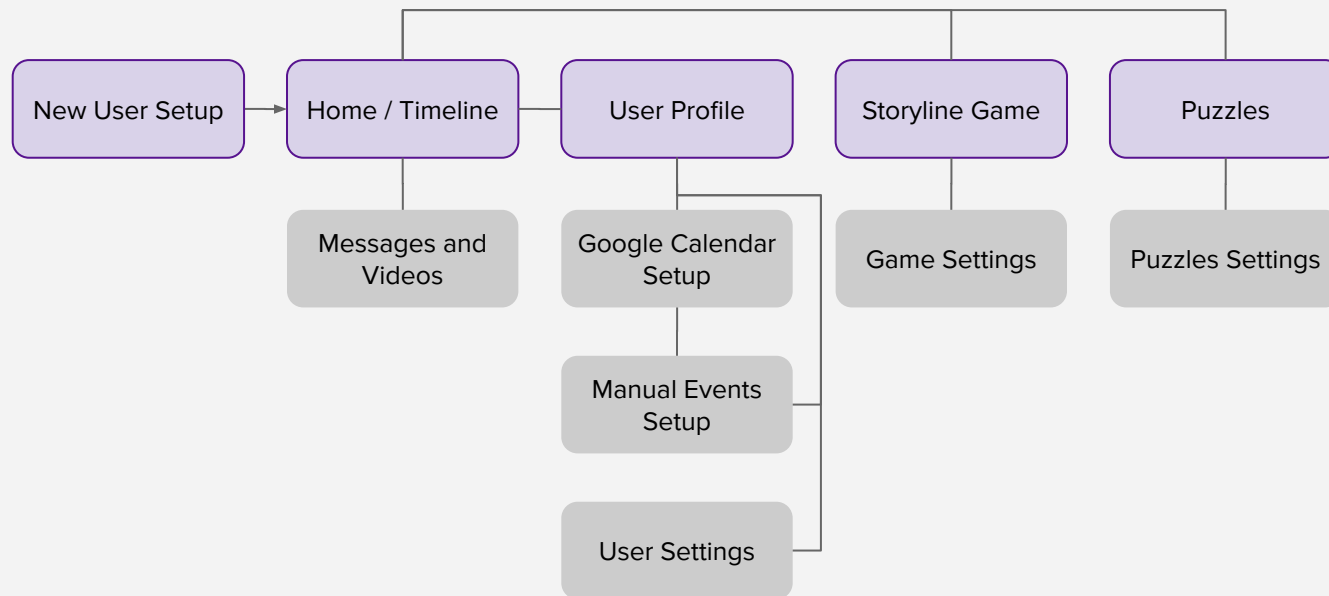 New User Setup
Home / Timeline
User Profile
Storyline Game
Puzzles
Messages and
Videos
Google Calendar
Setup
Game Settings
Puzzles Settings
Manual Events
Setup
User Settings